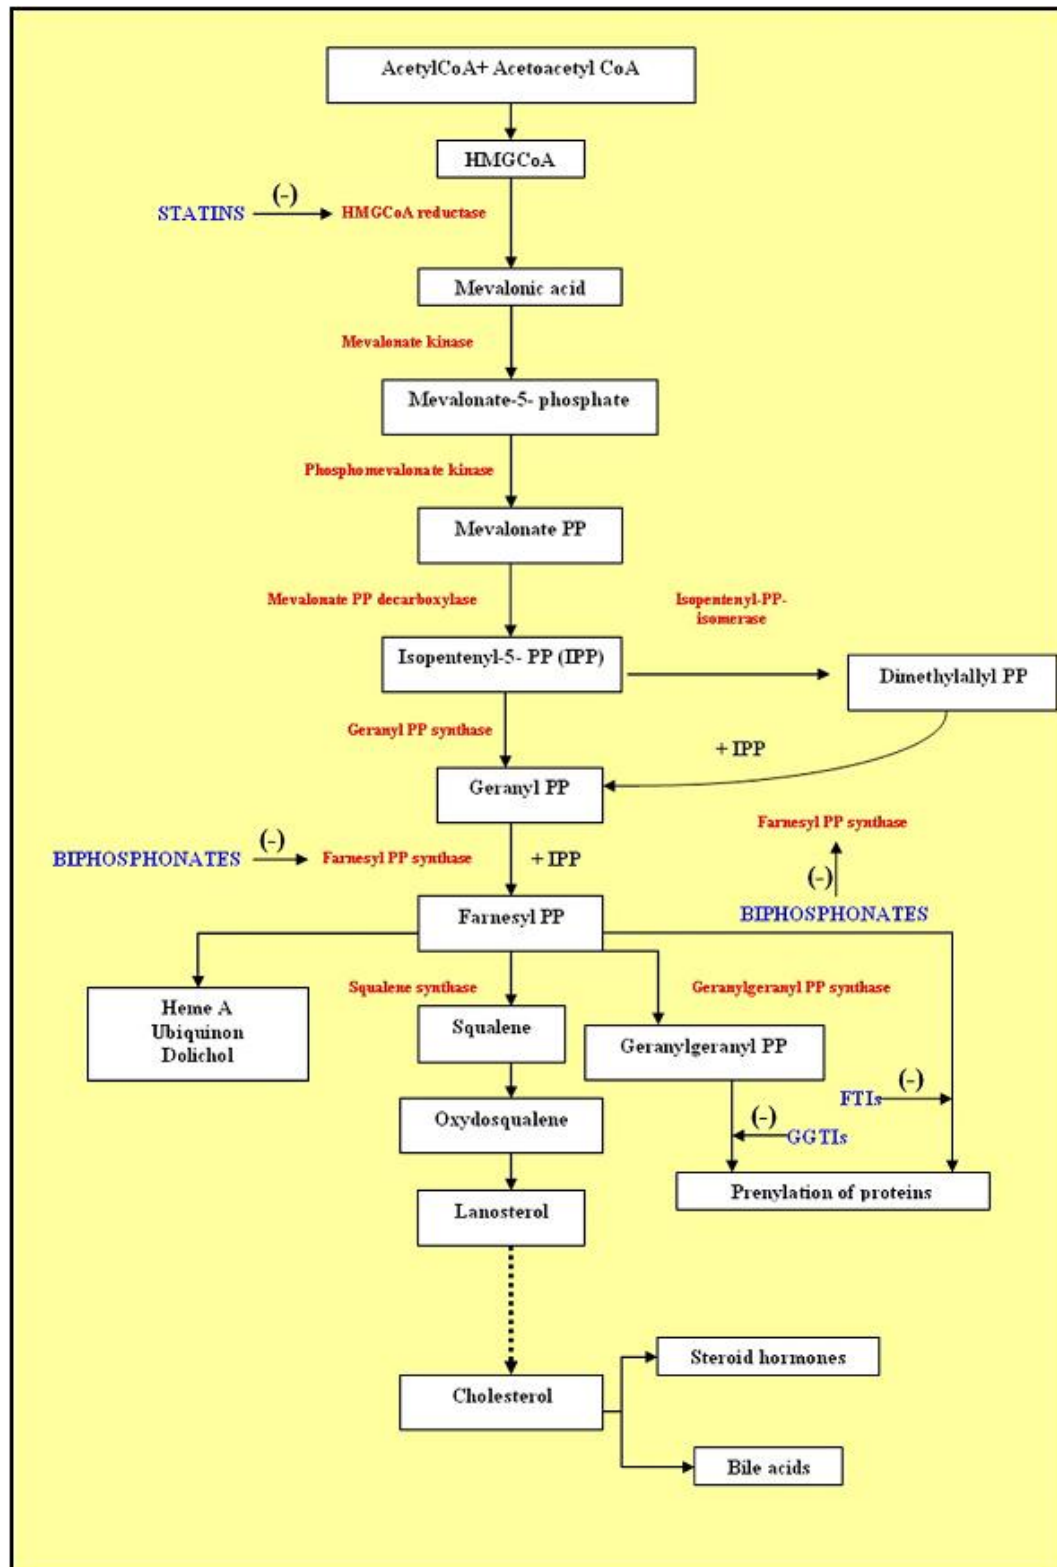 AcetylCoA+ Acetoacetyl CoA
HMGCoA
(-)
STATINS
HMGCoA reductase
Mevalonic acid
Mevalonate kinase
Mevalonate-5- phosphate
Phosphomevalonate kinase
Mevalonate PP
Mevalonate PP decarboxylase
Isopentenyl-PP-
isomerase
Isopentenyl-5- PP (IPP)
Dimethylallyl PP
Geranyl PP synthase
+ IPP
Geranyl PP
Farnesyl PP synthase
(-)
BIPHOSPHONATES
Farnesyl PP synthase
+ IPP
(-)
BIPHOSPHONATES
Farnesyl PP
Squalene synthase
Geranylgeranyl PP synthase
Heme A
Ubiquinon
Dolichol
Squalene
Geranylgeranyl PP
(-)
FTIs
Oxydosqualene
(-)
GGTIs
Prenylation of proteins
Lanosterol
Steroid hormones
Cholesterol
Bile acids